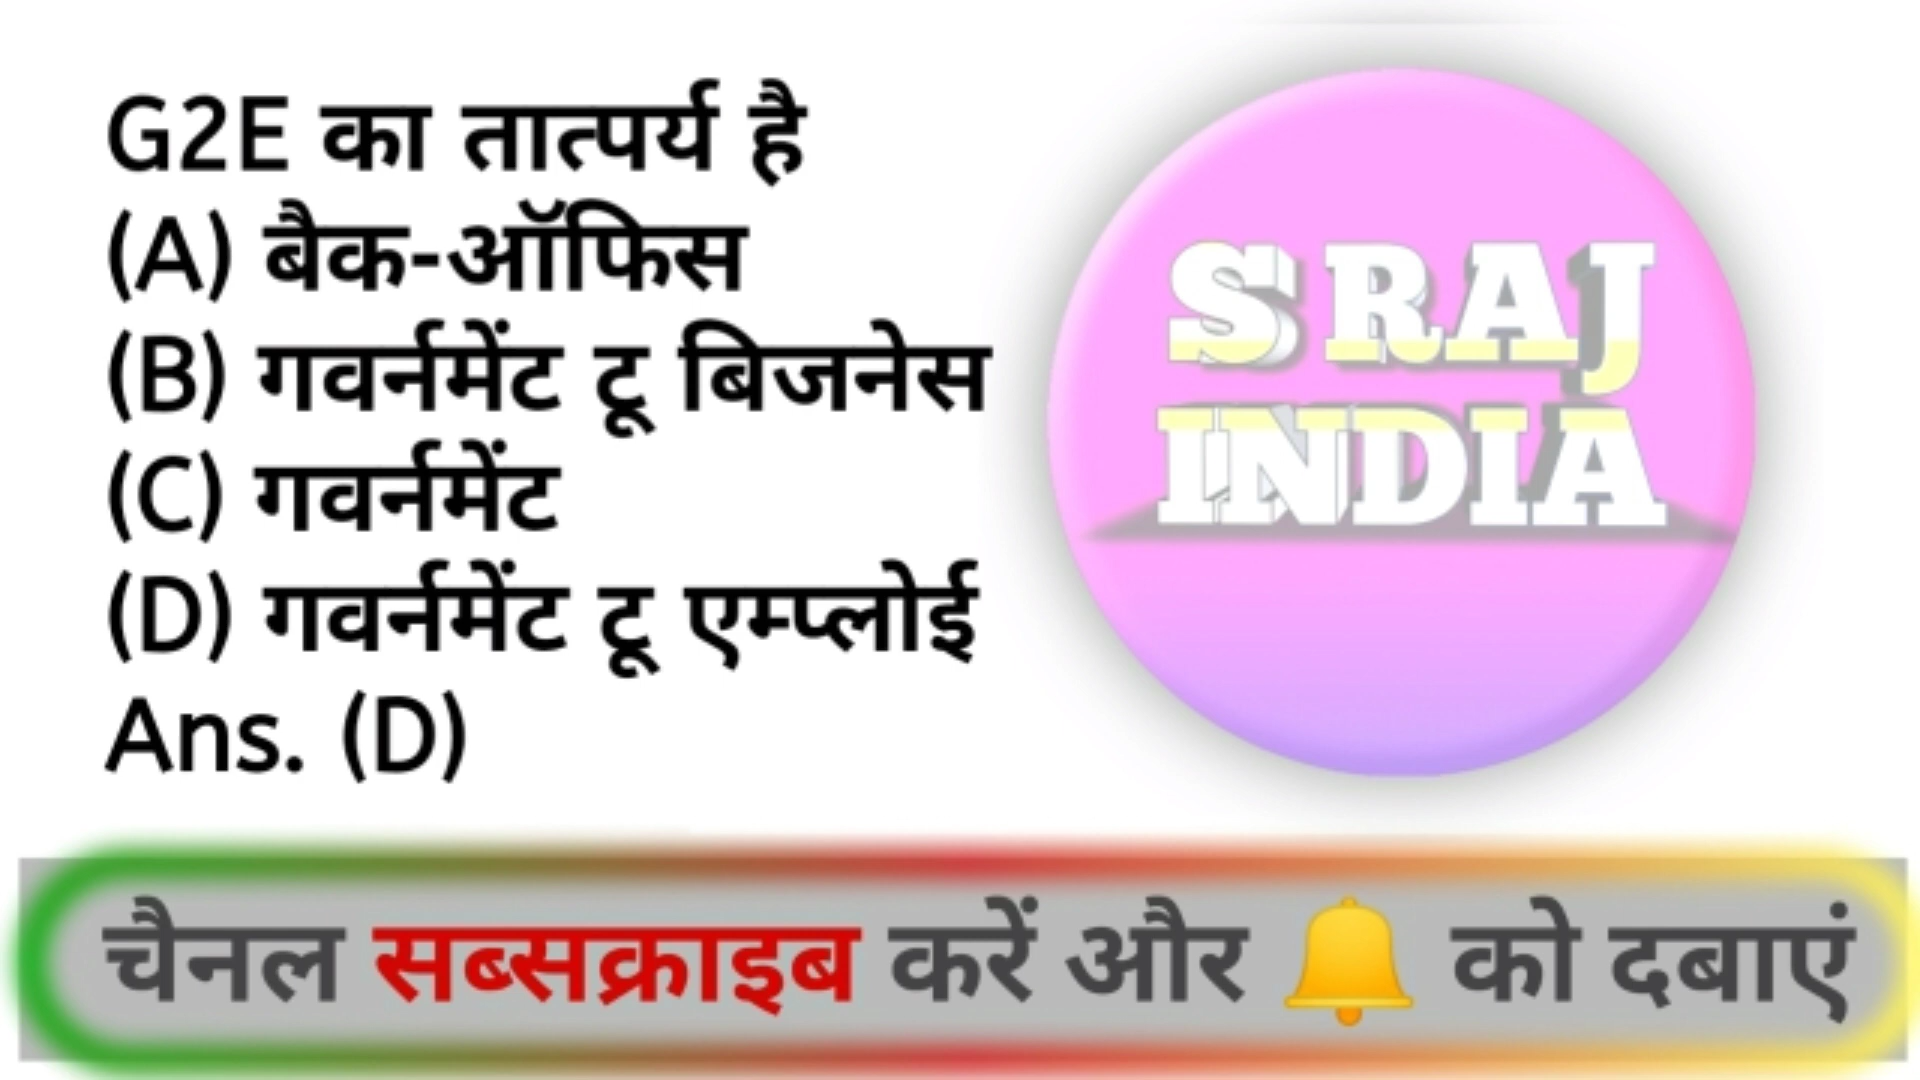 G2E का तात्पर्य है
(A) बैक-ऑफिस
(B) गवर्नमेंट टू बिजनेस
(C) गवर्नमेंट
(D) गवर्नमेंट टू एम्प्लोई
Ans. (D)
S RAJ
INDIA
चैनल सब्सक्राइब करें और 🔔 को दबाएं